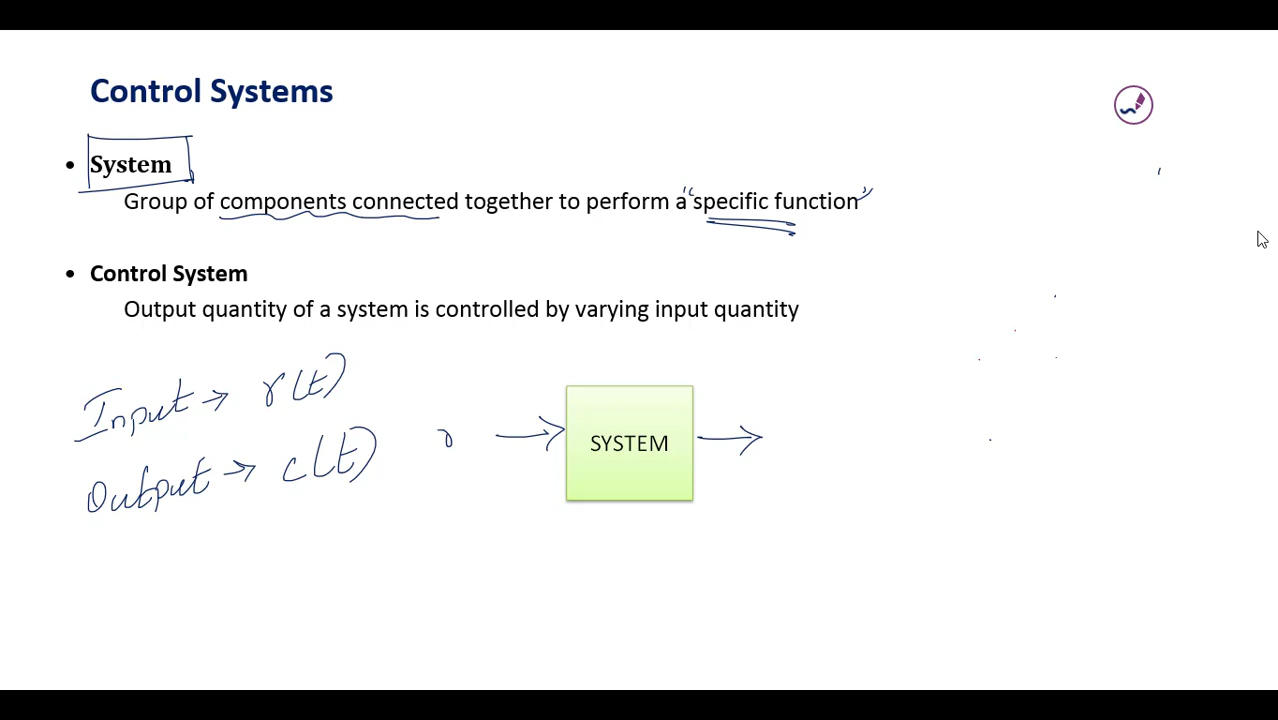 Control Systems
• System
Group of components connected together to perform a “specific function”
• Control System
Output quantity of a system is controlled by varying input quantity
Input → r(t)
Output → c(t)
r → SYSTEM →